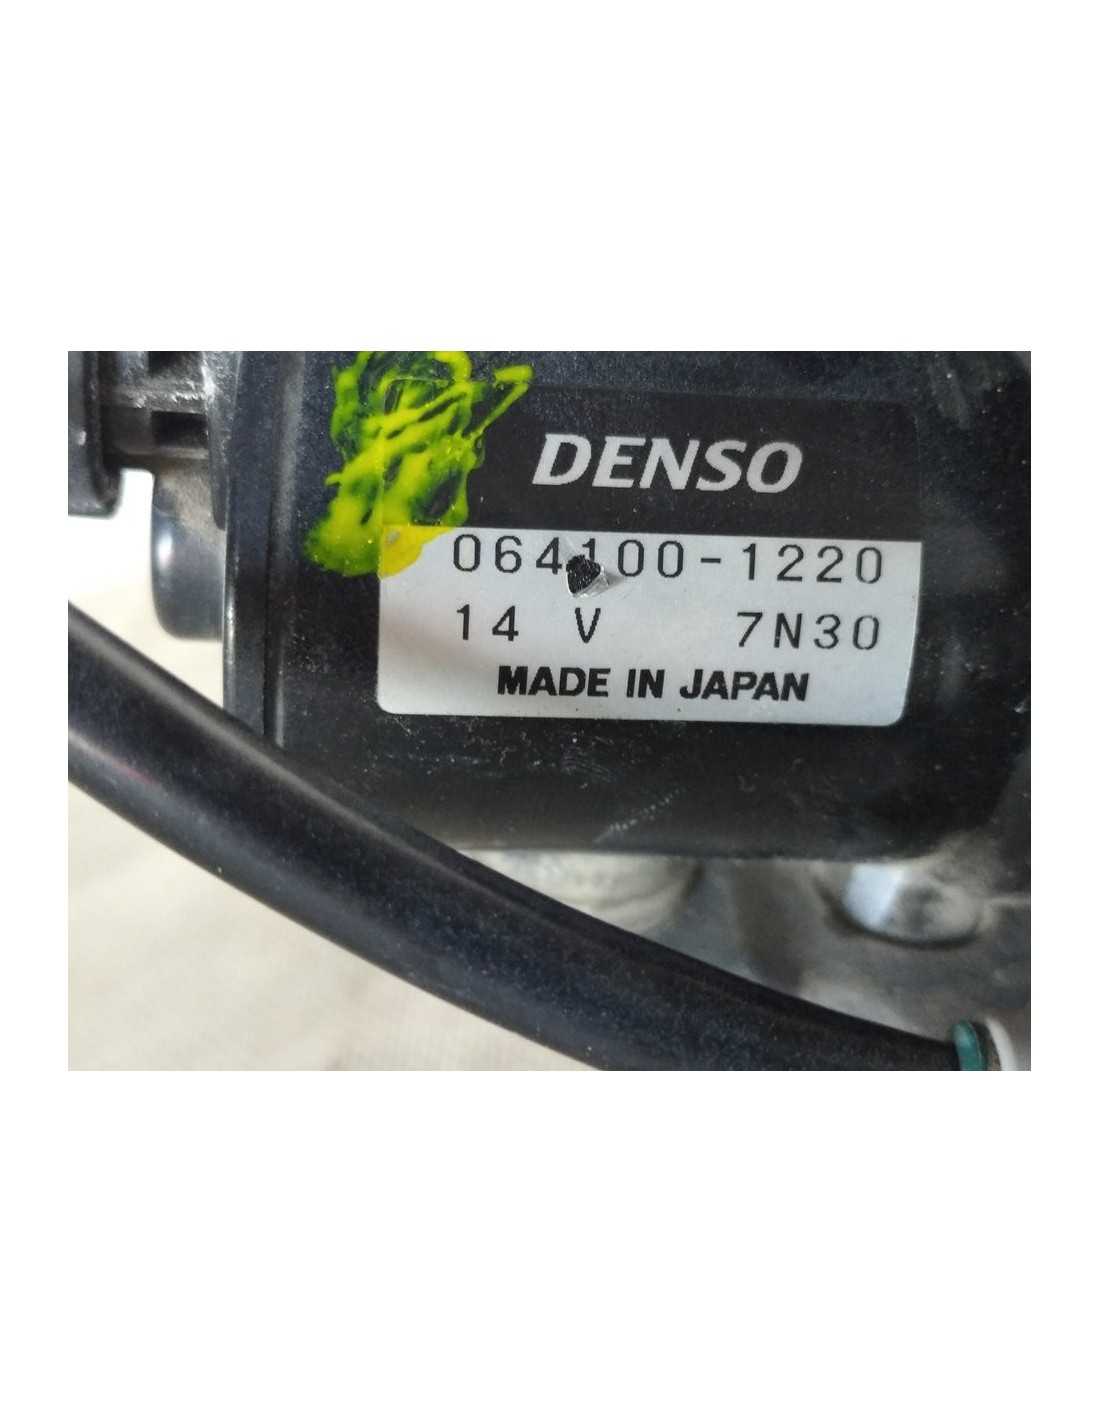 DENSO
064100-1220
14 V 7N30
MADE IN JAPAN